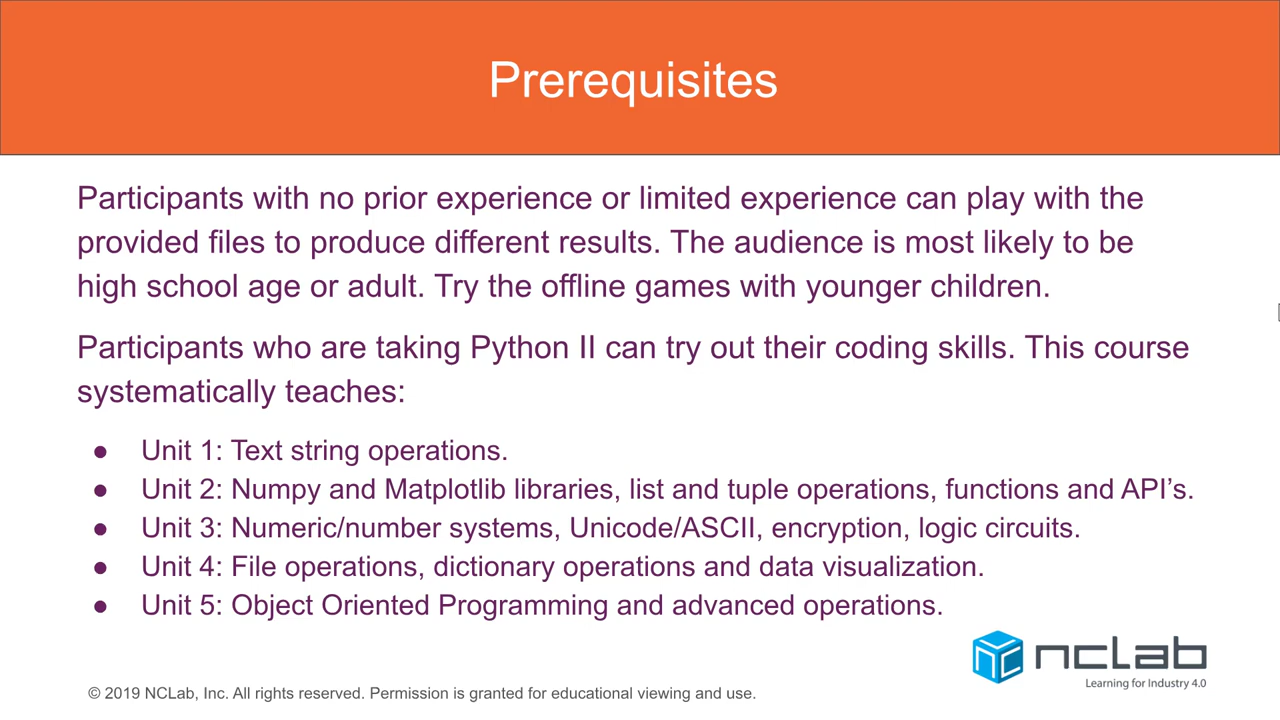 Prerequisites
Participants with no prior experience or limited experience can play with the
provided files to produce different results. The audience is most likely to be
high school age or adult. Try the offline games with younger children.
Participants who are taking Python II can try out their coding skills. This course
systematically teaches:
● Unit 1: Text string operations.
● Unit 2: Numpy and Matplotlib libraries, list and tuple operations, functions and API’s.
● Unit 3: Numeric/number systems, Unicode/ASCII, encryption, logic circuits.
● Unit 4: File operations, dictionary operations and data visualization.
● Unit 5: Object Oriented Programming and advanced operations.
nclab
Learning for Industry 4.0
© 2019 NCLab, Inc. All rights reserved. Permission is granted for educational viewing and use.